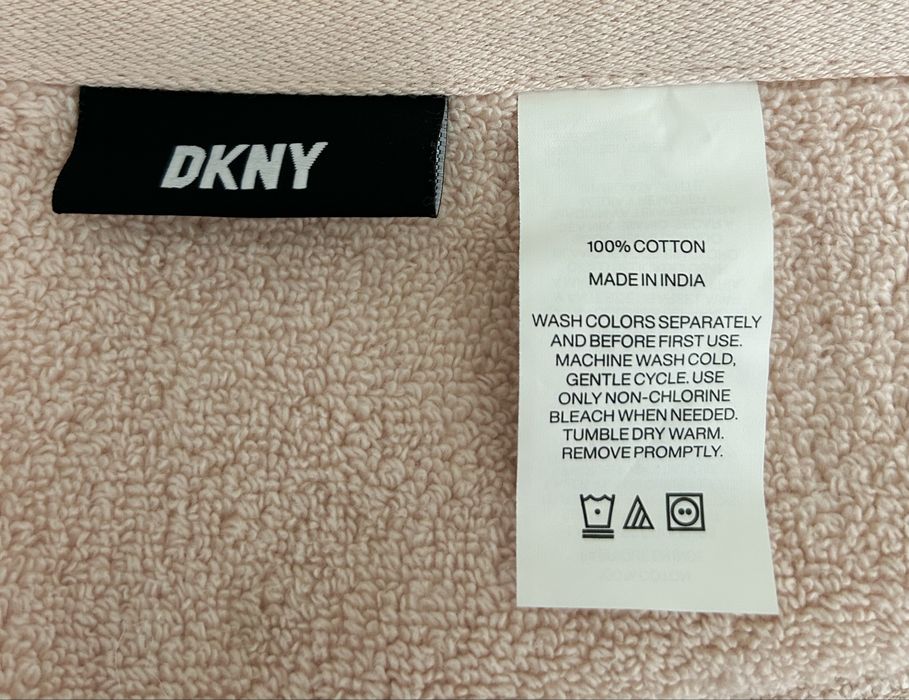 DKNY
100% COTTON
MADE IN INDIA
WASH COLORS SEPARATELY
AND BEFORE FIRST USE.
MACHINE WASH COLD,
GENTLE CYCLE. USE
ONLY NON-CHLORINE
BLEACH WHEN NEEDED.
TUMBLE DRY WARM.
REMOVE PROMPTLY.